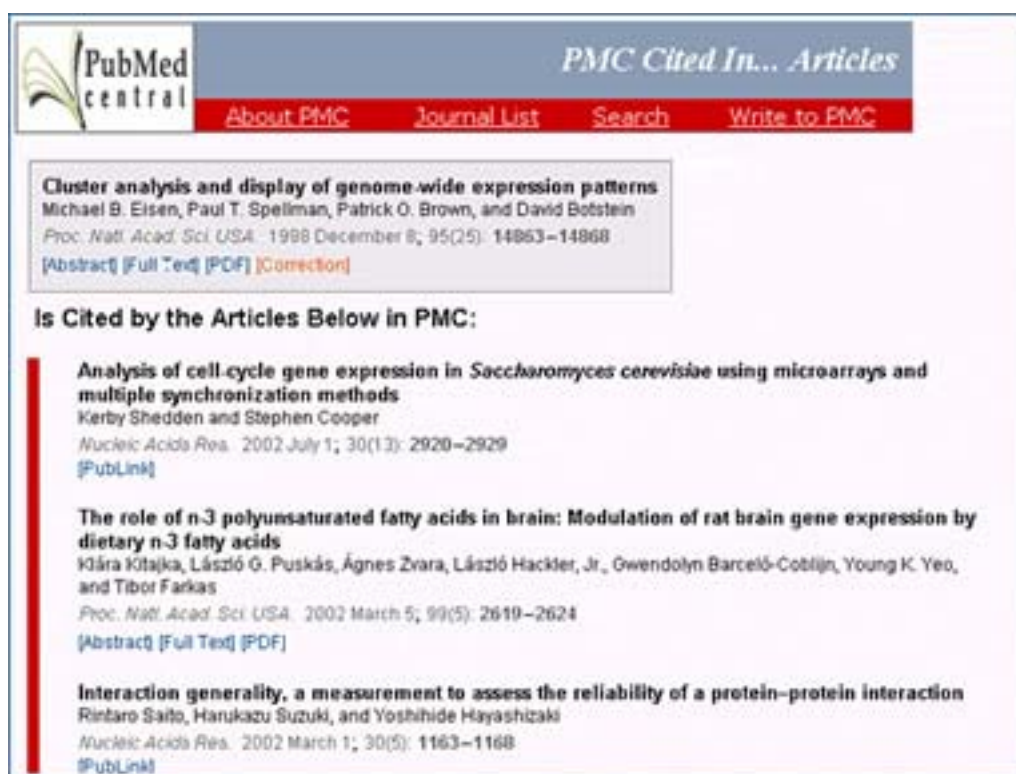 PubMed
central
PMC Cited In... Articles
About PMC Journal List Search Write to PMC
Cluster analysis and display of genome-wide expression patterns
Michael B. Eisen, Paul T. Spellman, Patrick O. Brown, and David Botstein
Proc. Natl. Acad. Sci. USA. 1998 December 8; 95(25): 14863–14868
[Abstract] [Full Text] [PDF] [Correction]
Is Cited by the Articles Below in PMC:
Analysis of cell-cycle gene expression in Saccharomyces cerevisiae using microarrays and
multiple synchronization methods
Kerby Shedden and Stephen Cooper
Nucleic Acids Res. 2002 July 1; 30(13): 2920–2929
[PubLink]
The role of n-3 polyunsaturated fatty acids in brain: Modulation of rat brain gene expression by
dietary n-3 fatty acids
Klára Kitajka, László G. Puskás, Ágnes Zvara, László Hackler, Jr., Gwendolyn Barceló-Coblijn, Young K. Yeo,
and Tibor Farkas
Proc. Natl. Acad. Sci. USA. 2002 March 5; 99(5): 2619–2624
[Abstract] [Full Text] [PDF]
Interaction generality, a measurement to assess the reliability of a protein–protein interaction
Rintaro Saito, Harukazu Suzuki, and Yoshihide Hayashizaki
Nucleic Acids Res. 2002 March 1; 30(5): 1163–1168
[PubLink]